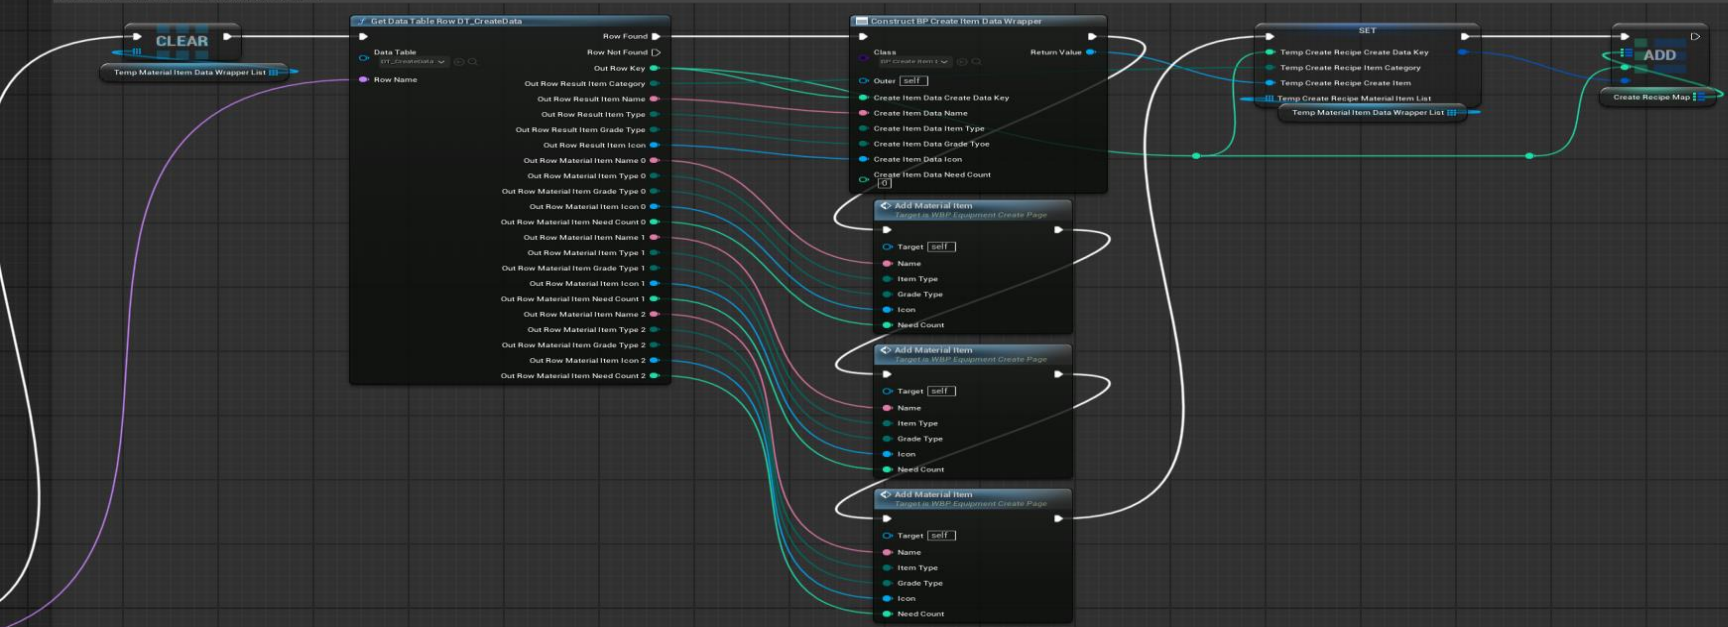 CLEAR
Temp Material Item Data Wrapper List
Get Data Table Row DT_CreateData
Row Found
Data Table
DT_CreateData
Row Not Found
Out Row Key
Row Name
Out Row Result Item Category
Out Row Result Item Name
Out Row Result Item Type
Out Row Result Item Grade Type
Out Row Result Item Icon
Out Row Material Item Name 0
Out Row Material Item Type 0
Out Row Material Item Grade Type 0
Out Row Material Item Icon 0
Out Row Material Item Need Count 0
Out Row Material Item Name 1
Out Row Material Item Type 1
Out Row Material Item Grade Type 1
Out Row Material Item Icon 1
Out Row Material Item Need Count 1
Out Row Material Item Name 2
Out Row Material Item Type 2
Out Row Material Item Grade Type 2
Out Row Material Item Icon 2
Out Row Material Item Need Count 2
Construct BP Create Item Data Wrapper
Class
Return Value
BP Create Item
Outer self
Create Item Data Create Data Key
Create Item Data Name
Create Item Data Item Type
Create Item Data Grade Tyoe
Create Item Data Icon
Create Item Data Need Count
0
Add Material Item
Target is WBP Equipment Create Page
Target self
Name
Item Type
Grade Type
Icon
Need Count
Add Material Item
Target is WBP Equipment Create Page
Target self
Name
Item Type
Grade Type
Icon
Need Count
Add Material Item
Target is WBP Equipment Create Page
Target self
Name
Item Type
Grade Type
Icon
Need Count
SET
Temp Create Recipe Create Data Key
Temp Create Recipe Item Category
Temp Create Recipe Create Item
Temp Create Recipe Material Item List
Temp Material Item Data Wrapper List
ADD
Create Recipe Map